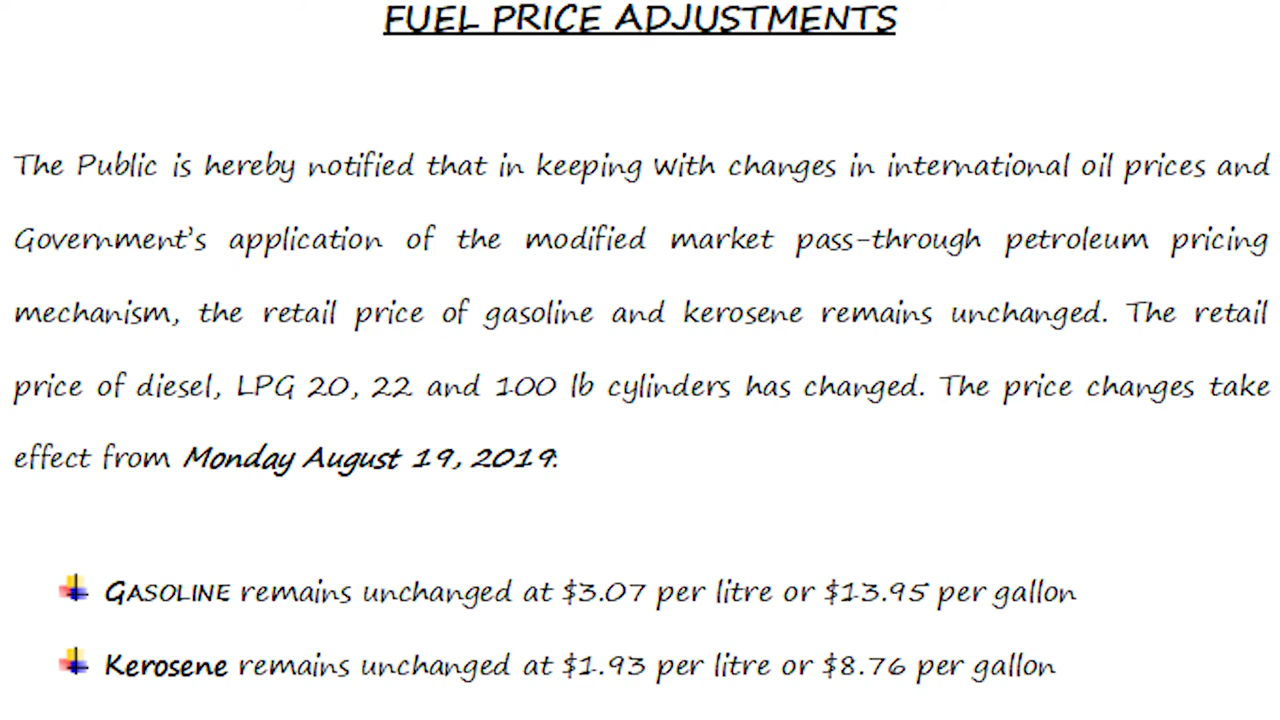 FUEL PRICE ADJUSTMENTS
The Public is hereby notified that in keeping with changes in international oil prices and
Government's application of the modified market pass-through petroleum pricing
mechanism, the retail price of gasoline and kerosene remains unchanged. The retail
price of diesel, LPG 20, 22 and 100 lb cylinders has changed. The price changes take
effect from Monday August 19, 2019.
GASOLINE remains unchanged at $3.07 per litre or $13.95 per gallon
Kerosene remains unchanged at $1.93 per litre or $8.76 per gallon